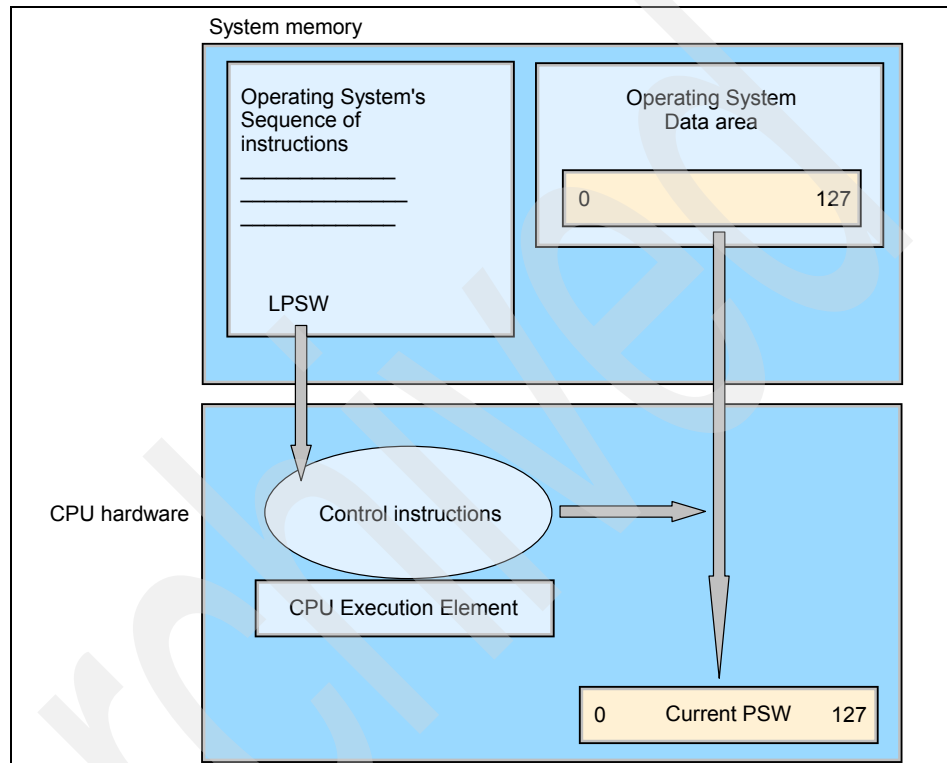 System memory
Operating System's
Sequence of
instructions
LPSW
Operating System
Data area
0 127
CPU hardware
Control instructions
CPU Execution Element
0 Current PSW 127